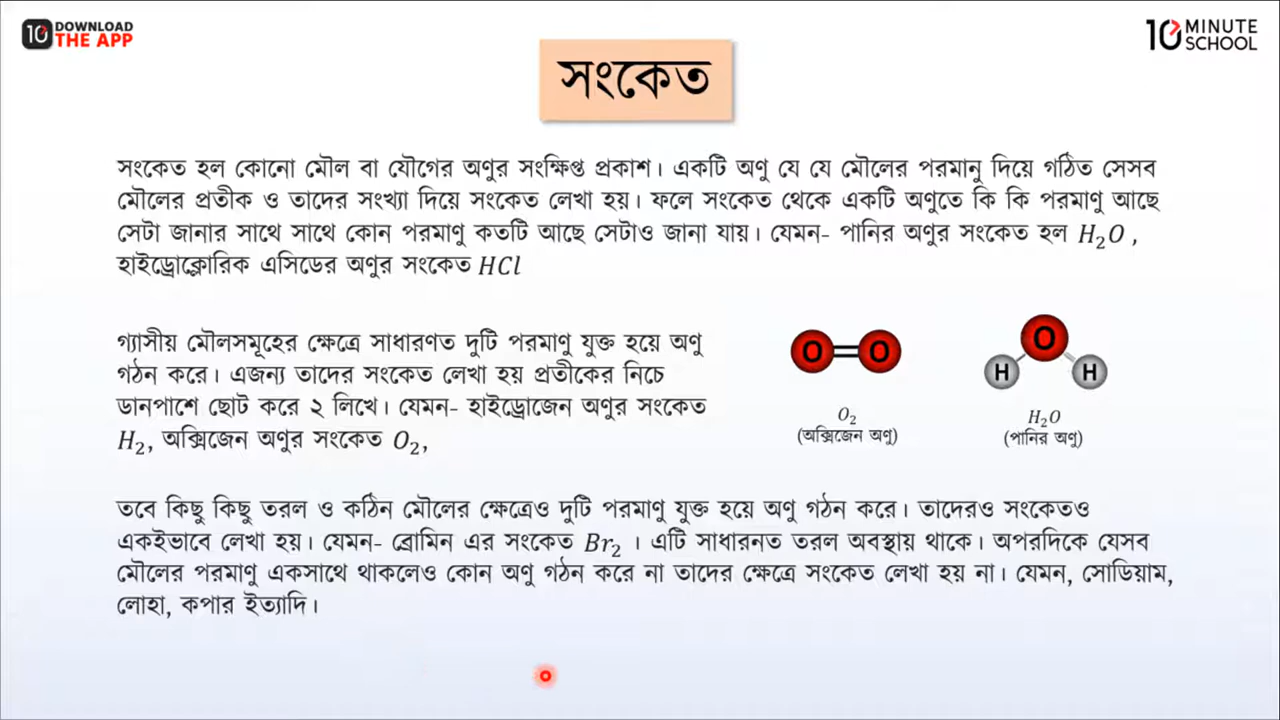 10 DOWNLOAD
THE APP
10 MINUTE
SCHOOL
সংকেত
সংকেত হল কোনো মৌল বা যৌগের অণুর সংক্ষিপ্ত প্রকাশ। একটি অণু যে যে মৌলের পরমানু দিয়ে গঠিত সেসব
মৌলের প্রতীক ও তাদের সংখ্যা দিয়ে সংকেত লেখা হয়। ফলে সংকেত থেকে একটি অণুতে কি কি পরমাণু আছে
সেটা জানার সাথে সাথে কোন পরমাণু কতটি আছে সেটাও জানা যায়। যেমন- পানির অণুর সংকেত হল H₂O ,
হাইড্রোক্লোরিক এসিডের অণুর সংকেত HCl
গ্যাসীয় মৌলসমূহের ক্ষেত্রে সাধারণত দুটি পরমাণু যুক্ত হয়ে অণু
গঠন করে। এজন্য তাদের সংকেত লেখা হয় প্রতীকের নিচে
ডানপাশে ছোট করে ২ লিখে। যেমন- হাইড্রোজেন অণুর সংকেত
H₂, অক্সিজেন অণুর সংকেত O₂,
O=O
O₂
(অক্সিজেন অণু)
O
H H
H₂O
(পানির অণু)
তবে কিছু কিছু তরল ও কঠিন মৌলের ক্ষেত্রেও দুটি পরমাণু যুক্ত হয়ে অণু গঠন করে। তাদেরও সংকেতও
একইভাবে লেখা হয়। যেমন- ব্রোমিন এর সংকেত Br₂ । এটি সাধারনত তরল অবস্থায় থাকে। অপরদিকে যেসব
মৌলের পরমাণু একসাথে থাকলেও কোন অণু গঠন করে না তাদের ক্ষেত্রে সংকেত লেখা হয় না। যেমন, সোডিয়াম,
লোহা, কপার ইত্যাদি।